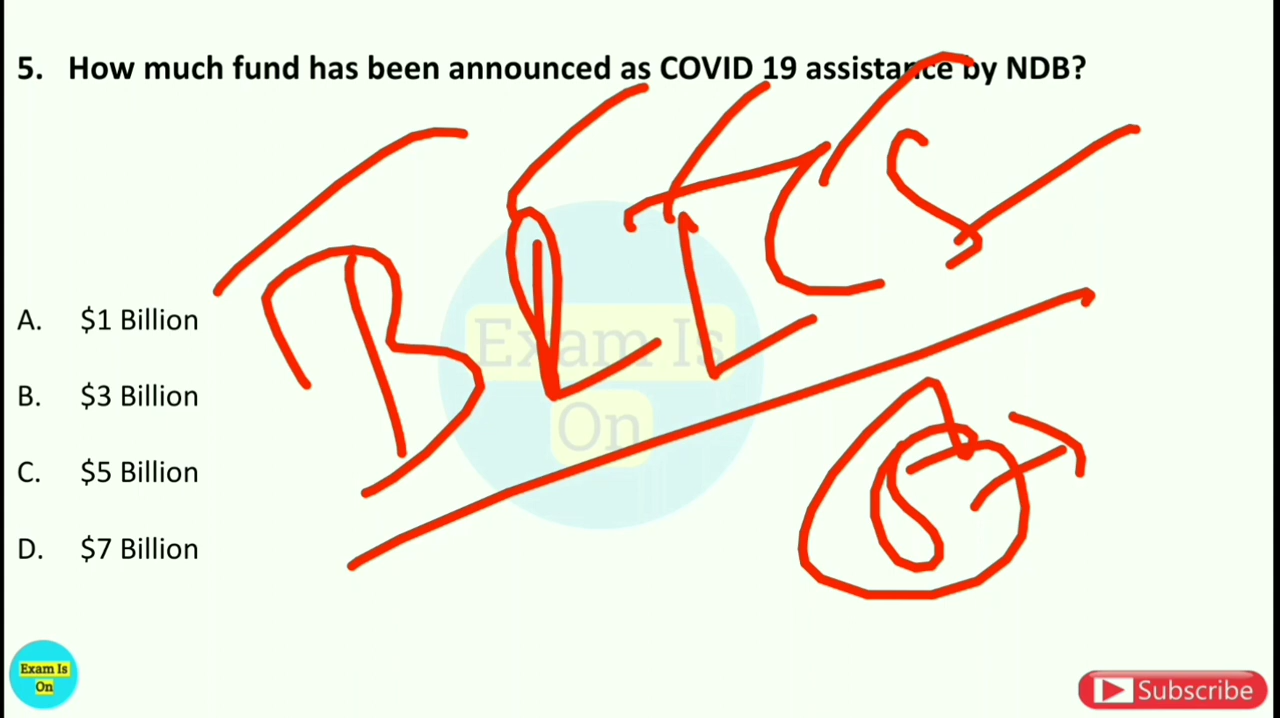 5. How much fund has been announced as COVID 19 assistance by NDB?
A. $1 Billion
B. $3 Billion
C. $5 Billion
D. $7 Billion
Exam Is
On
Exam Is
On
Subscribe